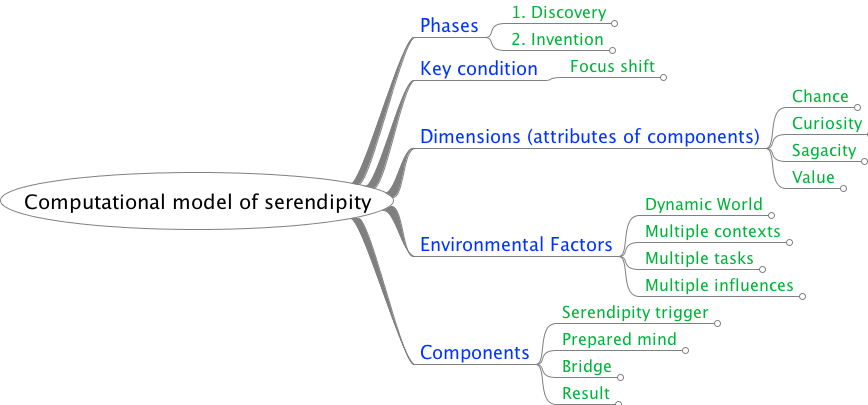 Computational model of serendipity
Phases
1. Discovery
2. Invention
Key condition
Focus shift
Dimensions (attributes of components)
Chance
Curiosity
Sagacity
Value
Environmental Factors
Dynamic World
Multiple contexts
Multiple tasks
Multiple influences
Components
Serendipity trigger
Prepared mind
Bridge
Result